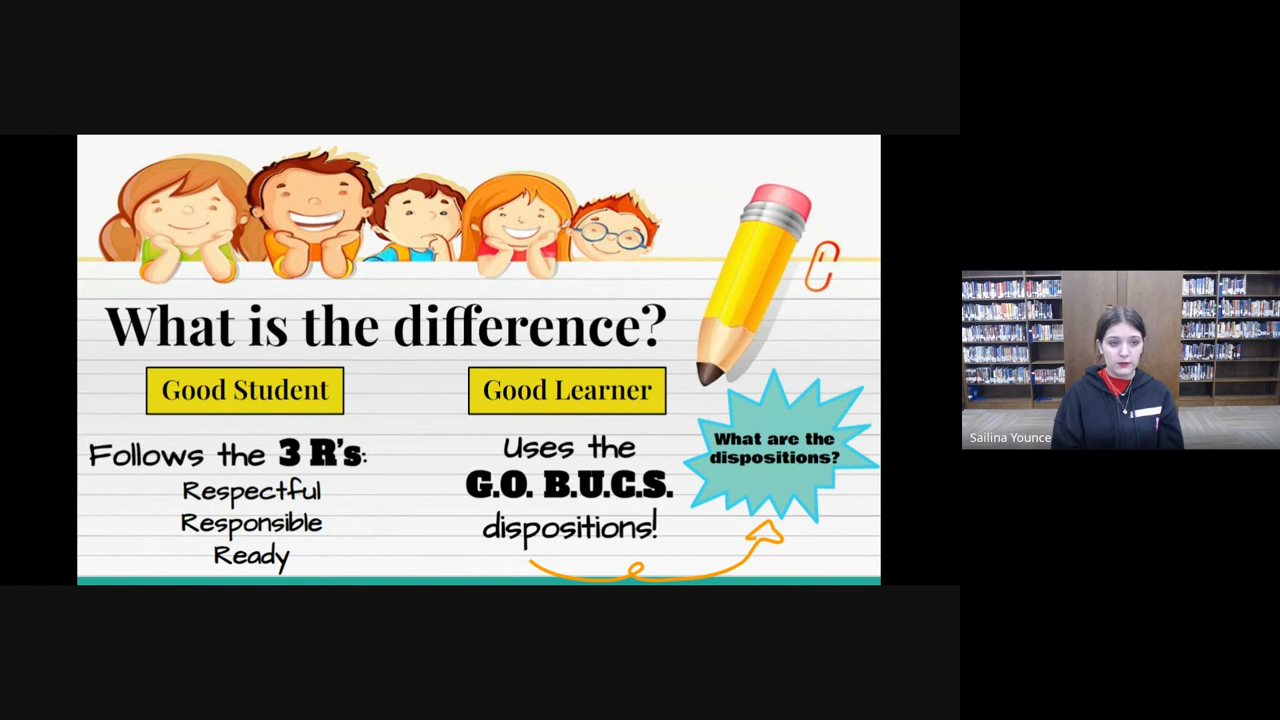 What is the difference?
Good Student
Good Learner
Follows the 3 R's:
Respectful
Responsible
Ready
Uses the
G.O. B.U.C.S.
dispositions!
What are the
dispositions?
Sailina Younce